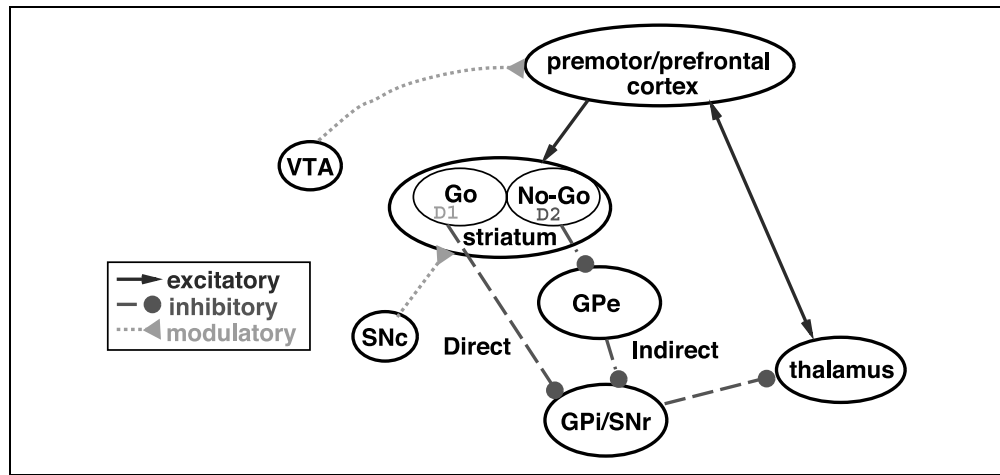 premotor/prefrontal
cortex
VTA
Go
No-Go
D1
D2
striatum
excitatory
inhibitory
modulatory
GPe
SNc
Direct
Indirect
thalamus
GPi/SNr